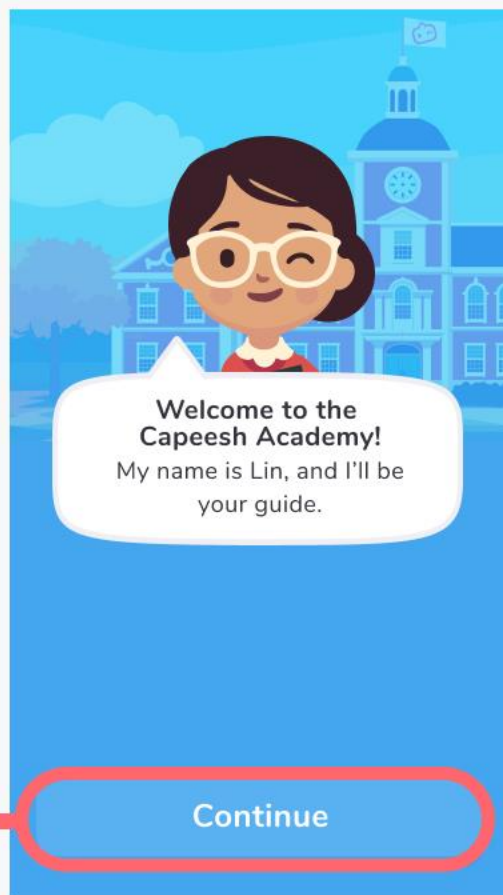 Welcome to the
Capeesh Academy!
My name is Lin, and I'll be
your guide.
Continue